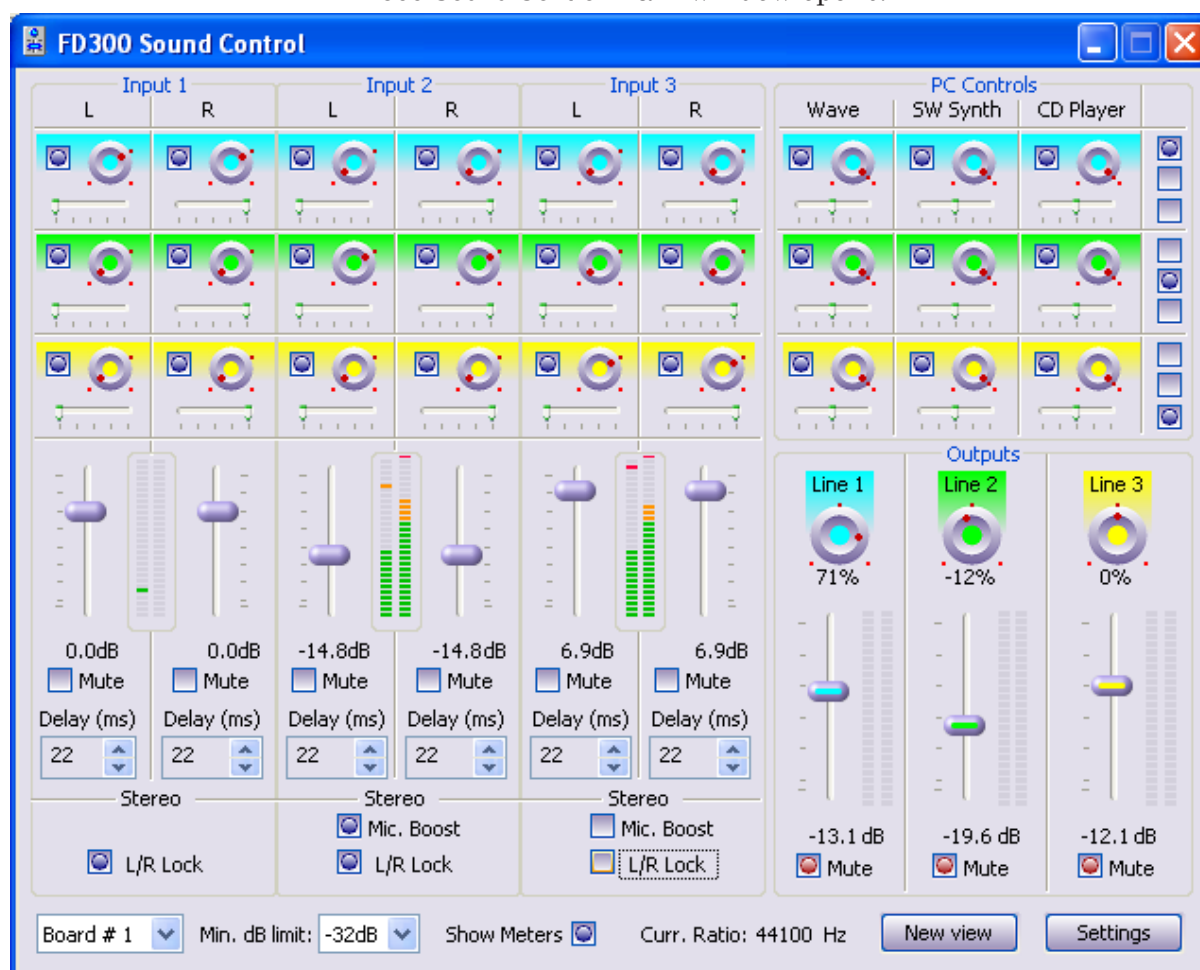 FD300 Sound Control
Input 1 Input 2 Input 3 PC Controls
L R L R L R Wave SW Synth CD Player
Outputs
Line 1 Line 2 Line 3
71% -12% 0%
0.0dB 0.0dB -14.8dB -14.8dB 6.9dB 6.9dB
Mute Mute Mute Mute Mute Mute
Delay (ms) Delay (ms) Delay (ms) Delay (ms) Delay (ms) Delay (ms)
22 22 22 22 22 22
Stereo Stereo Stereo
Mic. Boost Mic. Boost
-13.1 dB -19.6 dB -12.1 dB
L/R Lock L/R Lock L/R Lock
Mute Mute Mute
Board # 1 Min. dB limit: -32dB Show Meters Curr. Ratio: 44100 Hz New view Settings